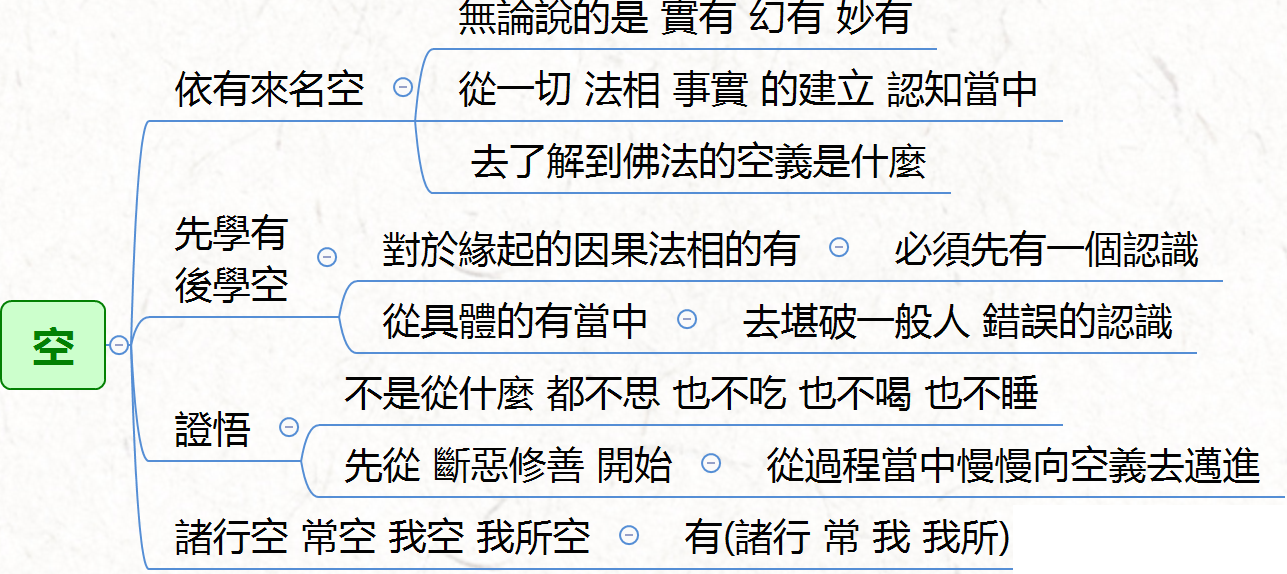 空
依有來名空
無論說的是 實有 幻有 妙有
從一切 法相 事實 的建立 認知當中
去了解到佛法的空義是什麼
先學有
後學空
對於緣起的因果法相的有
必須先有一個認識
從具體的有當中
去堪破一般人 錯誤的認識
證悟
不是從什麼 都不思 也不吃 也不喝 也不睡
先從 斷惡修善 開始
從過程當中慢慢向空義去邁進
諸行空 常空 我空 我所空
有(諸行 常 我 我所)